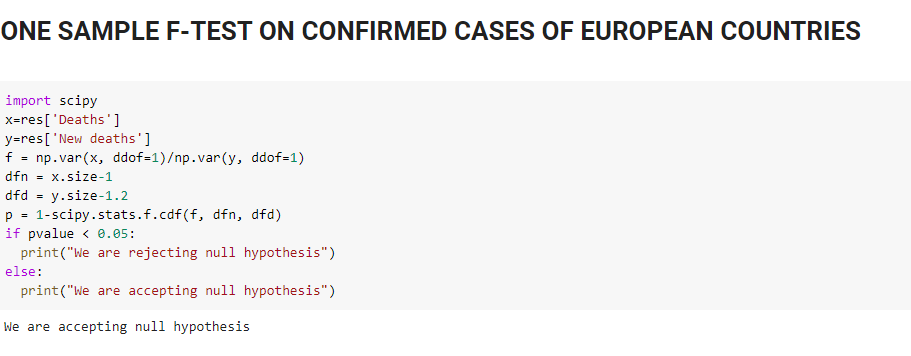 ONE SAMPLE F-TEST ON CONFIRMED CASES OF EUROPEAN COUNTRIES
import scipy
x=res['Deaths']
y=res['New deaths']
f = np.var(x, ddof=1)/np.var(y, ddof=1)
dfn = x.size-1
dfd = y.size-1.2
p = 1-scipy.stats.f.cdf(f, dfn, dfd)
if pvalue < 0.05:
  print("We are rejecting null hypothesis")
else:
  print("We are accepting null hypothesis")
We are accepting null hypothesis